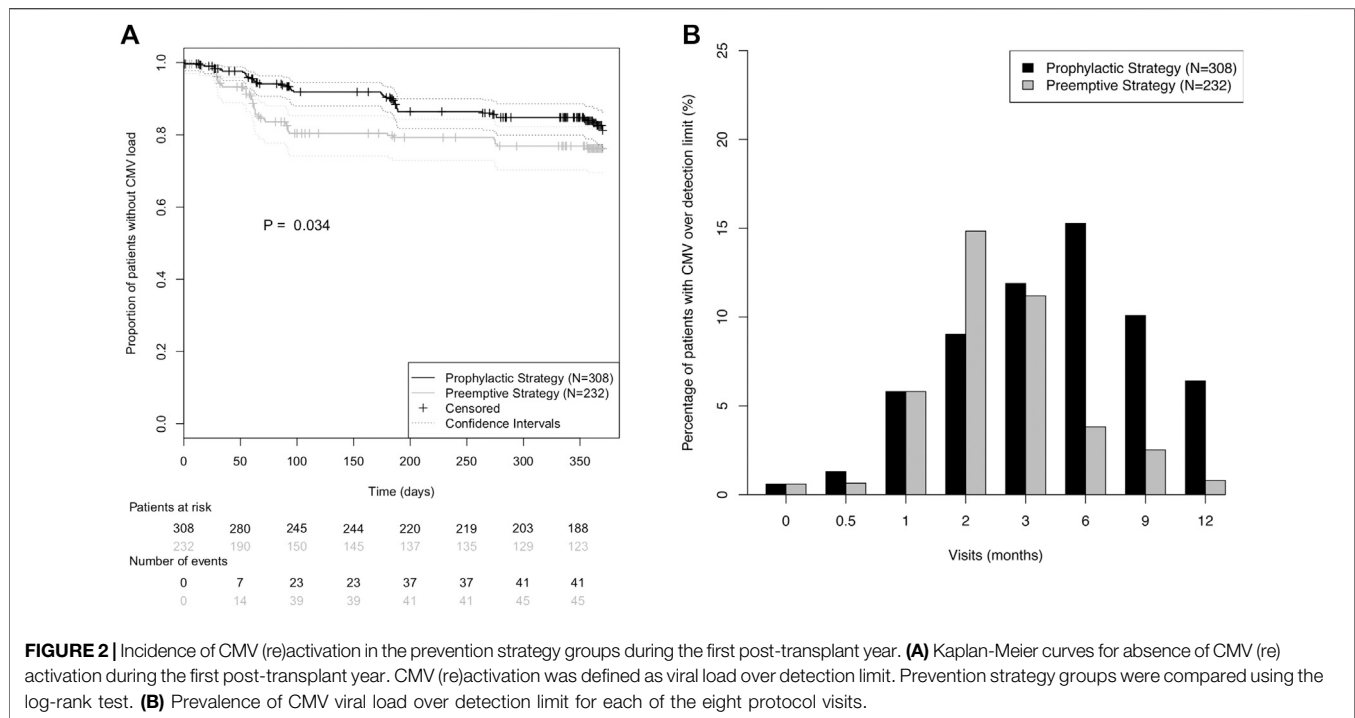 A
Proportion of patients without CMV load
1.0
0.8
0.6
0.4
0.2
0.0
P = 0.034
Prophylactic Strategy (N=308)
Preemptive Strategy (N=232)
Censored
Confidence Intervals
0 50 100 150 200 250 300 350
Time (days)
Patients at risk
308 280 245 244 220 219 203 188
232 190 150 145 137 135 129 123
Number of events
0 7 23 23 37 37 41 41
0 14 39 39 41 41 45 45
B
Percentage of patients with CMV over detection limit (%)
25
20
15
10
5
0
Prophylactic Strategy (N=308)
Preemptive Strategy (N=232)
0 0.5 1 2 3 6 9 12
Visits (months)
FIGURE 2 | Incidence of CMV (re)activation in the prevention strategy groups during the first post-transplant year. (A) Kaplan-Meier curves for absence of CMV (re)
activation during the first post-transplant year. CMV (re)activation was defined as viral load over detection limit. Prevention strategy groups were compared using the
log-rank test. (B) Prevalence of CMV viral load over detection limit for each of the eight protocol visits.